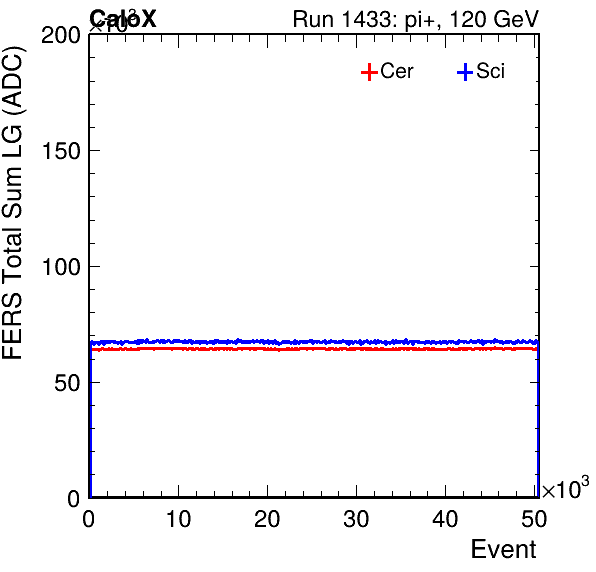 CaloX
×10³
Run 1433: pi+, 120 GeV
FERS Total Sum LG (ADC)
Cer
Sci
200
150
100
50
0
0 10 20 30 40 50
×10³
Event